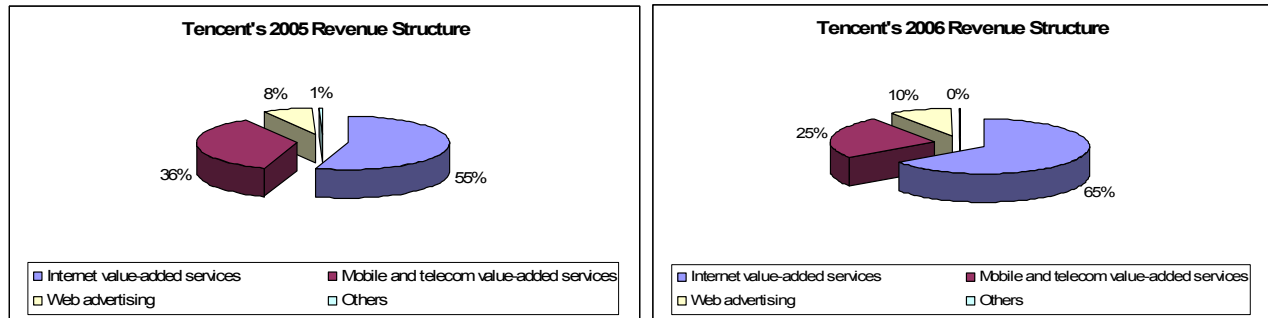 Tencent's 2005 Revenue Structure
8%
1%
36%
55%
Internet value-added services
Mobile and telecom value-added services
Web advertising
Others
Tencent's 2006 Revenue Structure
10%
0%
25%
65%
Internet value-added services
Mobile and telecom value-added services
Web advertising
Others